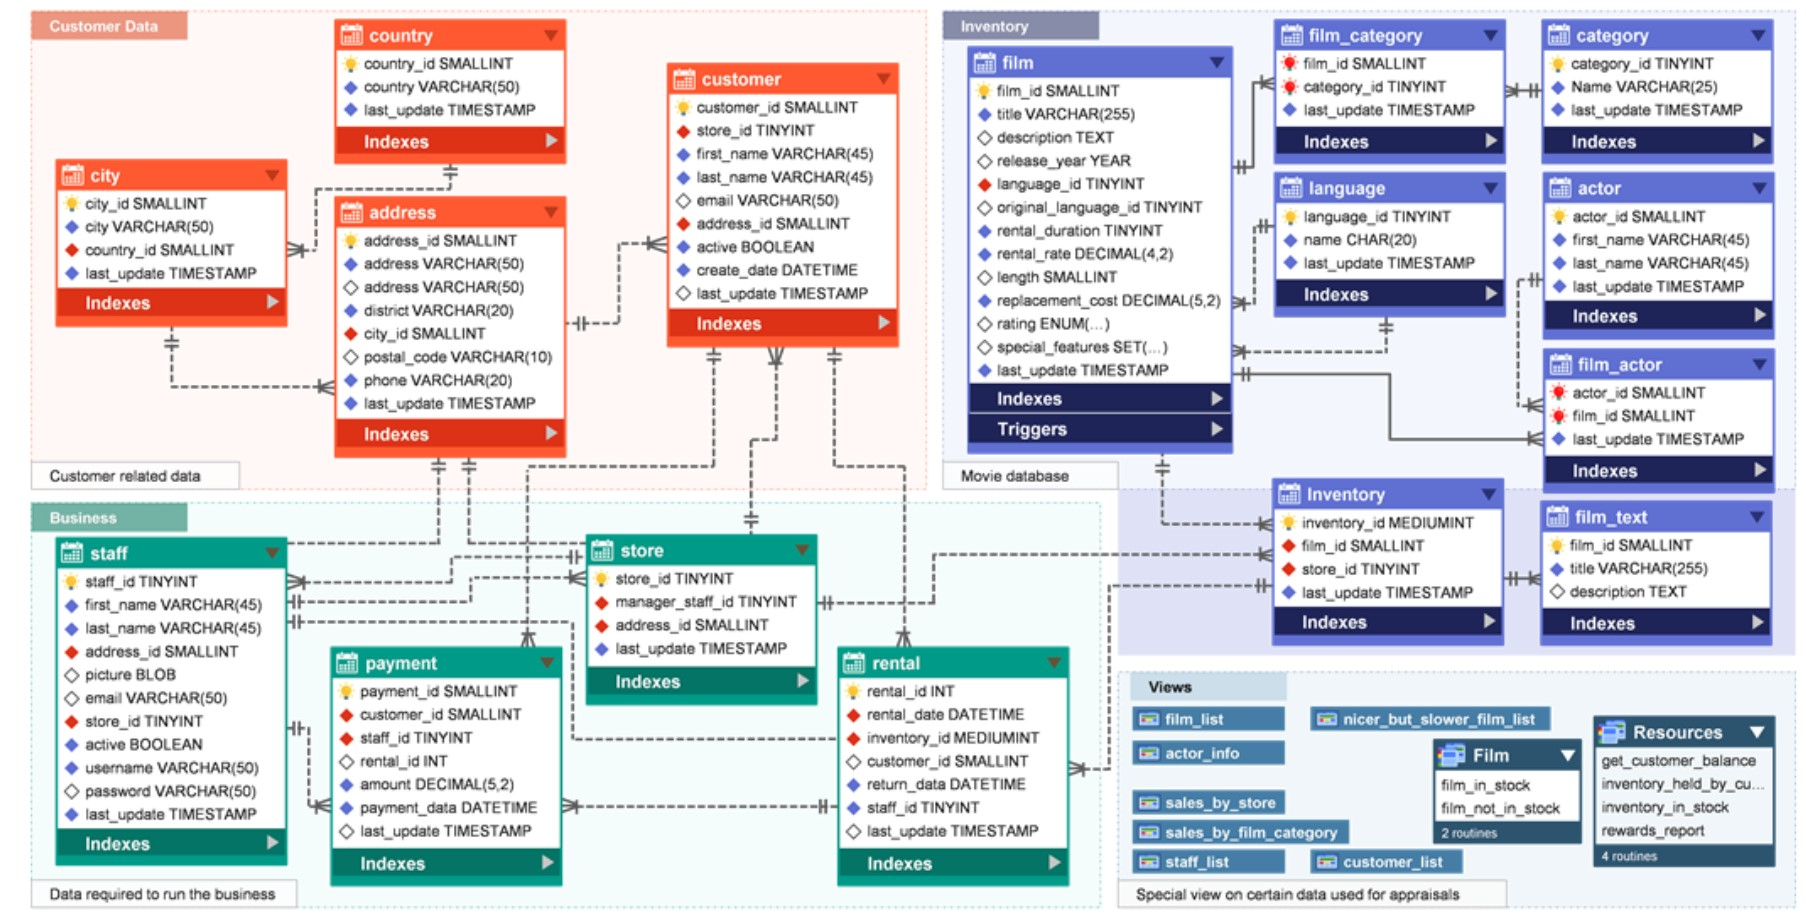 Customer Data
country
country_id SMALLINT
country VARCHAR(50)
last_update TIMESTAMP
Indexes
customer
customer_id SMALLINT
store_id TINYINT
first_name VARCHAR(45)
last_name VARCHAR(45)
email VARCHAR(50)
address_id SMALLINT
active BOOLEAN
create_date DATETIME
last_update TIMESTAMP
Indexes
city
city_id SMALLINT
city VARCHAR(50)
country_id SMALLINT
last_update TIMESTAMP
Indexes
address
address_id SMALLINT
address VARCHAR(50)
address VARCHAR(50)
district VARCHAR(20)
city_id SMALLINT
postal_code VARCHAR(10)
phone VARCHAR(20)
last_update TIMESTAMP
Indexes
Customer related data
Inventory
film
film_id SMALLINT
title VARCHAR(255)
description TEXT
release_year YEAR
language_id TINYINT
original_language_id TINYINT
rental_duration TINYINT
rental_rate DECIMAL(4,2)
length SMALLINT
replacement_cost DECIMAL(5,2)
rating ENUM(...)
special_features SET(...)
last_update TIMESTAMP
Indexes
Triggers
film_category
film_id SMALLINT
category_id TINYINT
last_update TIMESTAMP
Indexes
category
category_id TINYINT
Name VARCHAR(25)
last_update TIMESTAMP
Indexes
language
language_id TINYINT
name CHAR(20)
last_update TIMESTAMP
Indexes
actor
actor_id SMALLINT
first_name VARCHAR(45)
last_name VARCHAR(45)
last_update TIMESTAMP
Indexes
film_actor
actor_id SMALLINT
film_id SMALLINT
last_update TIMESTAMP
Indexes
Movie database
Inventory
inventory_id MEDIUMINT
film_id SMALLINT
store_id TINYINT
last_update TIMESTAMP
Indexes
film_text
film_id SMALLINT
title VARCHAR(255)
description TEXT
Indexes
Business
staff
staff_id TINYINT
first_name VARCHAR(45)
last_name VARCHAR(45)
address_id SMALLINT
picture BLOB
email VARCHAR(50)
store_id TINYINT
active BOOLEAN
username VARCHAR(50)
password VARCHAR(50)
last_update TIMESTAMP
Indexes
store
store_id TINYINT
manager_staff_id TINYINT
address_id SMALLINT
last_update TIMESTAMP
Indexes
payment
payment_id SMALLINT
customer_id SMALLINT
staff_id TINYINT
rental_id INT
amount DECIMAL(5,2)
payment_data DATETIME
last_update TIMESTAMP
Indexes
rental
rental_id INT
rental_date DATETIME
inventory_id MEDIUMINT
customer_id SMALLINT
return_data DATETIME
staff_id TINYINT
last_update TIMESTAMP
Indexes
Data required to run the business
Views
film_list
nicer_but_slower_film_list
actor_info
sales_by_store
sales_by_film_category
staff_list
customer_list
Film
film_in_stock
film_not_in_stock
2 routines
Resources
get_customer_balance
inventory_held_by_cu...
inventory_in_stock
rewards_report
4 routines
Special view on certain data used for appraisals